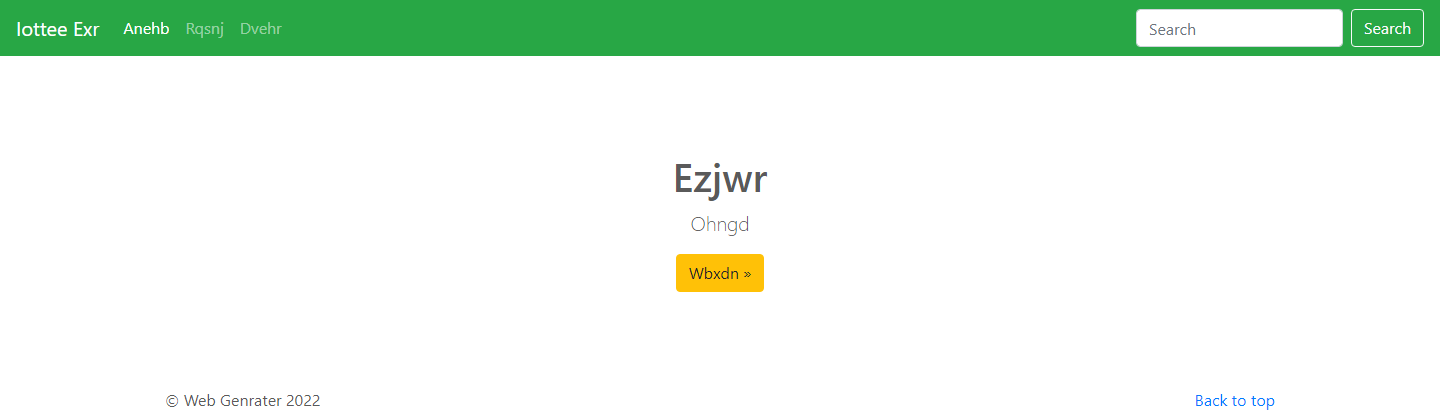 lottee Exr Anehb Rqsnj Dvehr Search Search
Ezjwr
Ohngd
Wbxdn »
© Web Genrater 2022 Back to top